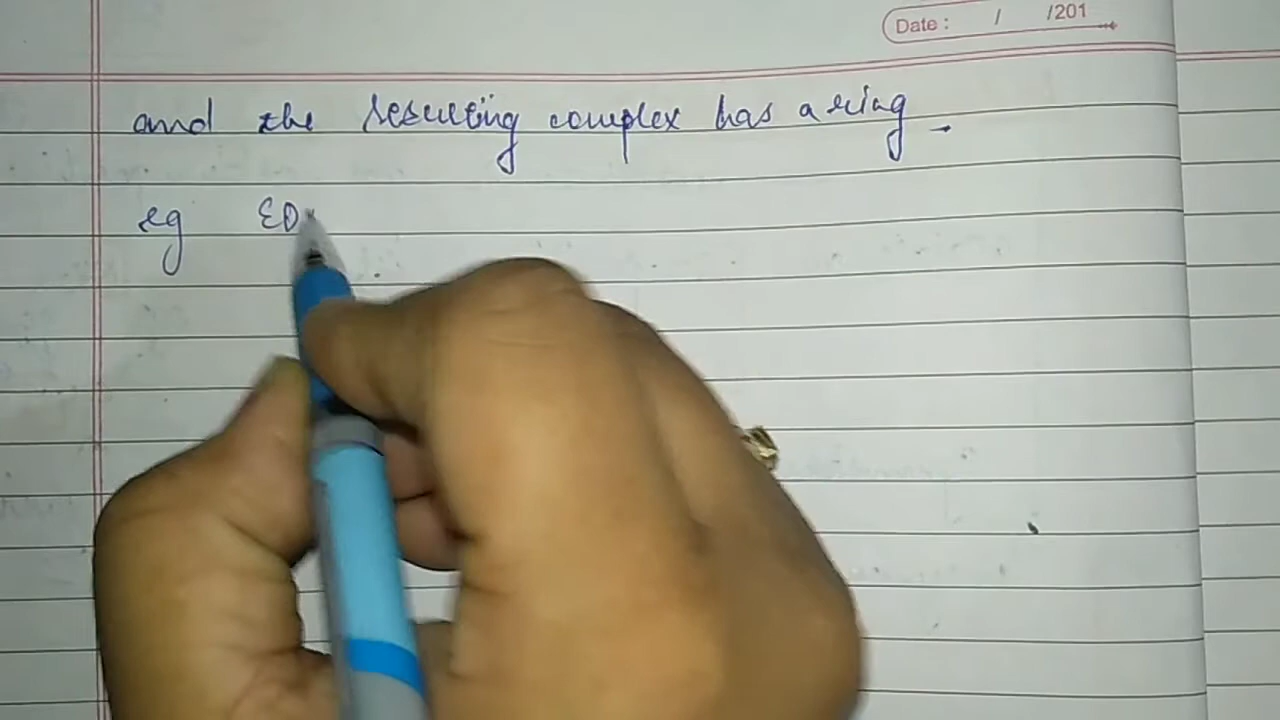 Date : / /201
and the resulting complex has a ring.
eg ED